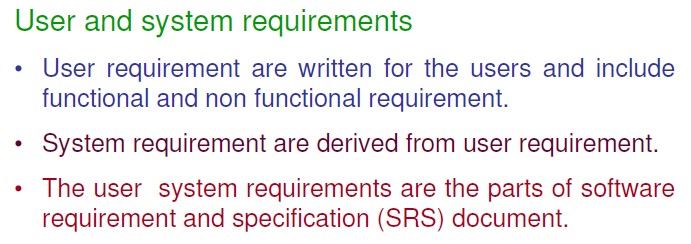 User and system requirements
• User requirement are written for the users and include
functional and non functional requirement.
• System requirement are derived from user requirement.
• The user system requirements are the parts of software
requirement and specification (SRS) document.